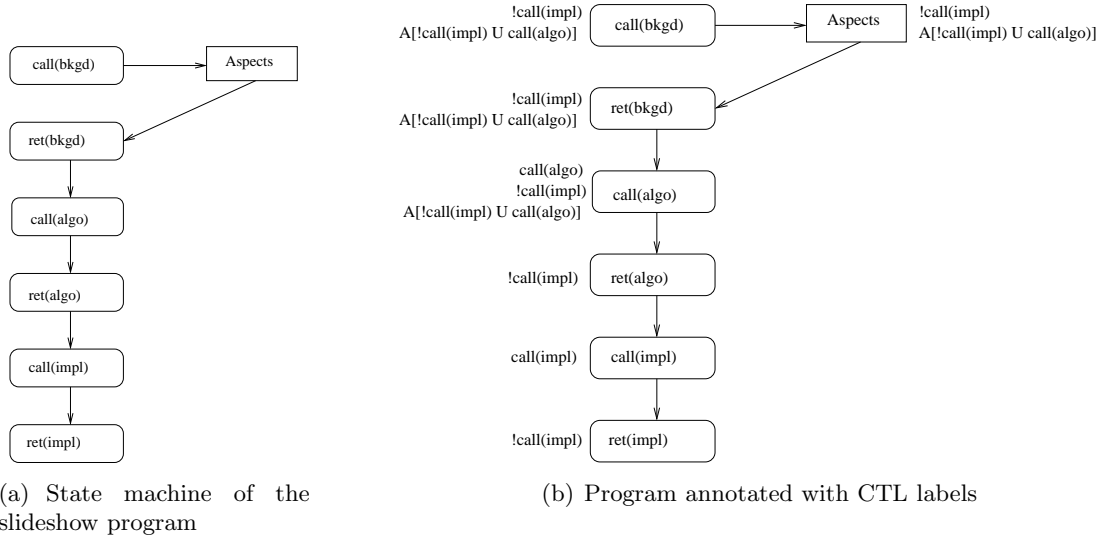 call(bkgd)
Aspects
ret(bkgd)
call(algo)
ret(algo)
call(impl)
ret(impl)
(a) State machine of the
slideshow program
!call(impl)
A[!call(impl) U call(algo)]
call(bkgd)
Aspects
!call(impl)
A[!call(impl) U call(algo)]
!call(impl)
A[!call(impl) U call(algo)]
ret(bkgd)
call(algo)
!call(impl)
A[!call(impl) U call(algo)]
call(algo)
!call(impl)
ret(algo)
call(impl)
call(impl)
!call(impl)
ret(impl)
(b) Program annotated with CTL labels